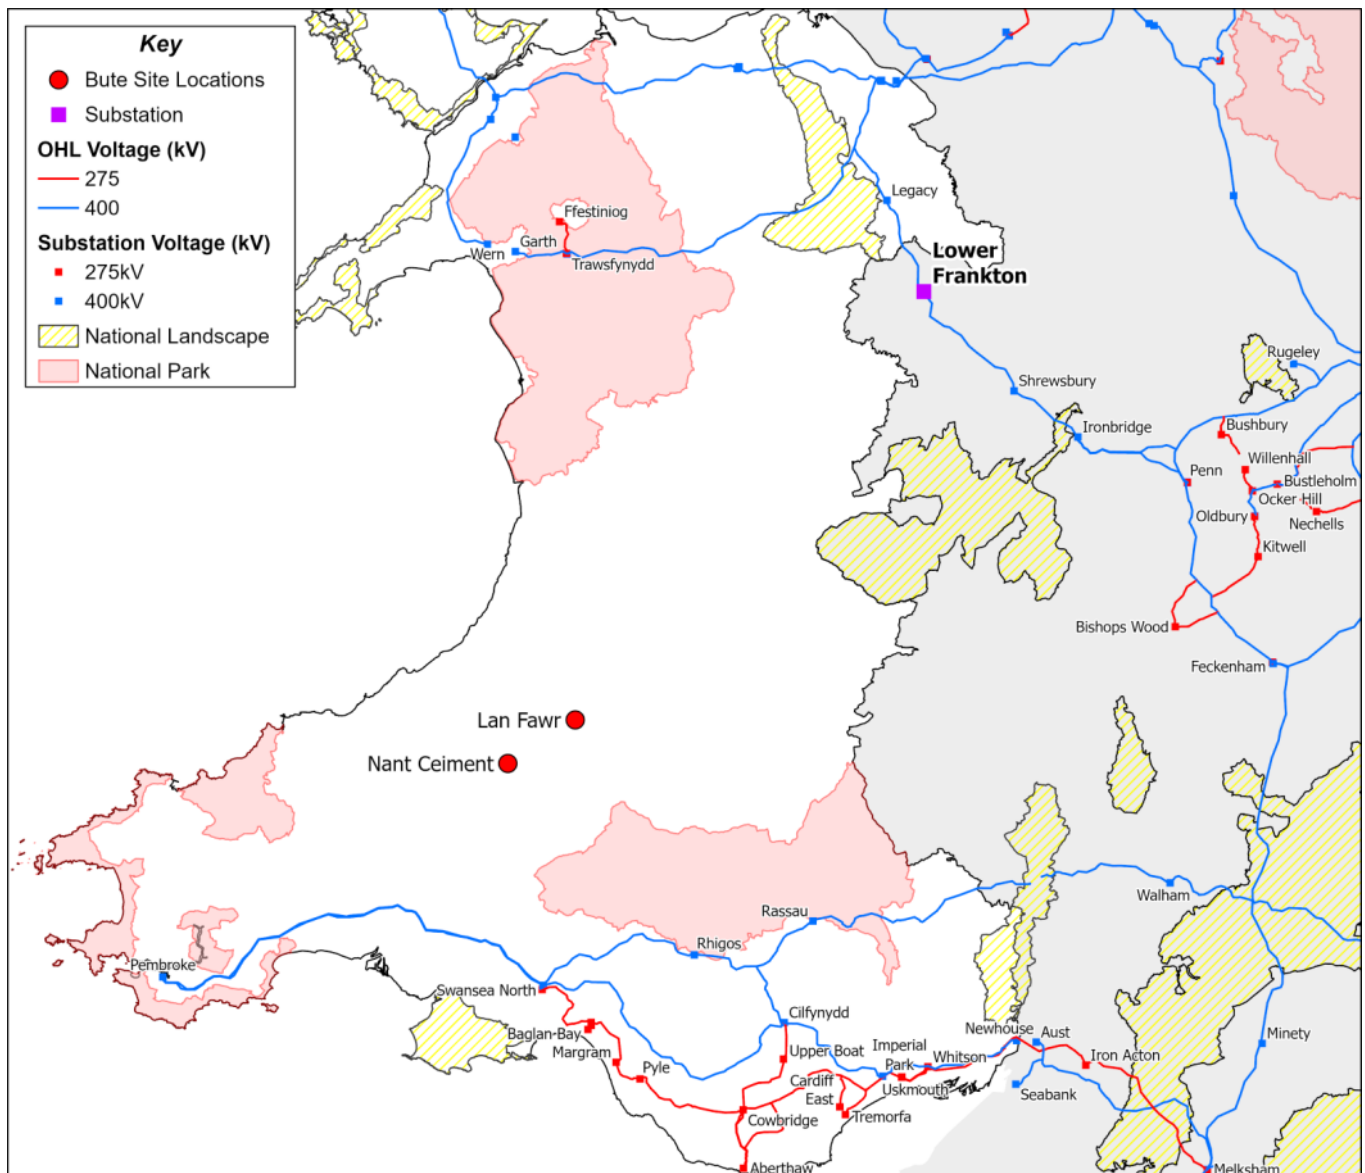 Key
Bute Site Locations
Substation
OHL Voltage (kV)
275
400
Substation Voltage (kV)
275kV
400kV
National Landscape
National Park
Legacy
Ffestiniog
Garth
Wern
Trawsfynydd
Lower
Frankton
Rugeley
Shrewsbury
Ironbridge
Bushbury
Willenhall
Penn
Bustleholm
Ocker Hill
Oldbury
Nechells
Kitwell
Bishops Wood
Feckenham
Lan Fawr
Nant Ceiment
Walham
Rassau
Rhigos
Pembroke
Swansea North
Cilfynydd
Baglan Bay
Newhouse
Aust
Minety
Margram
Upper Boat
Imperial
Park
Whitson
Iron Acton
Pyle
Cardiff
East
Uskmouth
Seabank
Cowbridge
Tremorfa
Aberthaw
Melksham